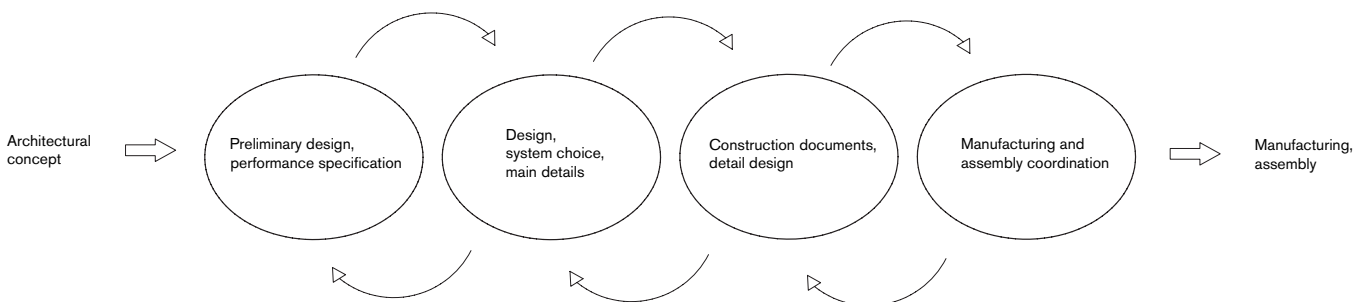 Architectural
concept
Preliminary design,
performance specification
Design,
system choice,
main details
Construction documents,
detail design
Manufacturing and
assembly coordination
Manufacturing,
assembly